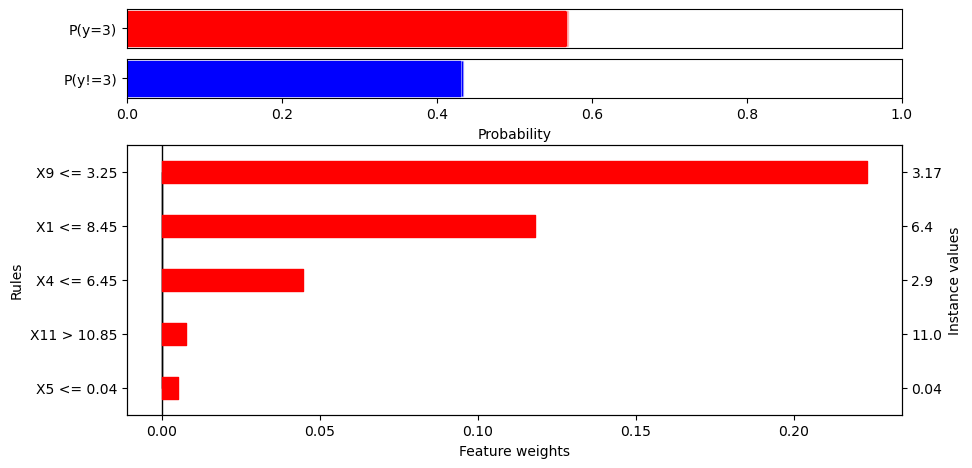 P(y=3)
P(y!=3)
0.0 0.2 0.4 0.6 0.8 1.0
Probability
X9 <= 3.25 3.17
X1 <= 8.45 6.4
X4 <= 6.45 2.9
X11 > 10.85 11.0
X5 <= 0.04 0.04
Rules
Instance values
0.00 0.05 0.10 0.15 0.20
Feature weights